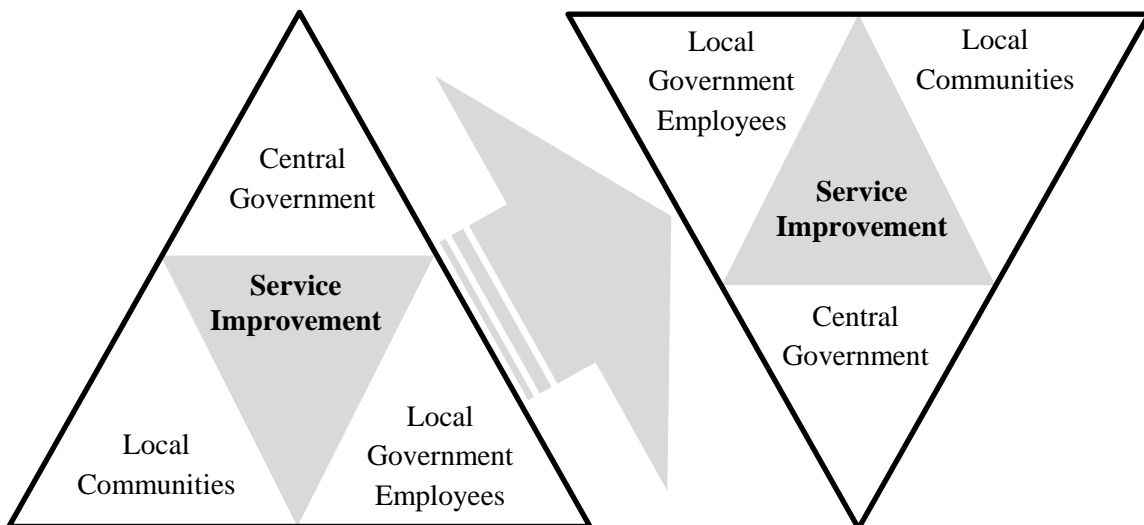 Central
Government
Service
Improvement
Local
Communities
Local
Government
Employees
Local
Government
Employees
Local
Communities
Service
Improvement
Central
Government